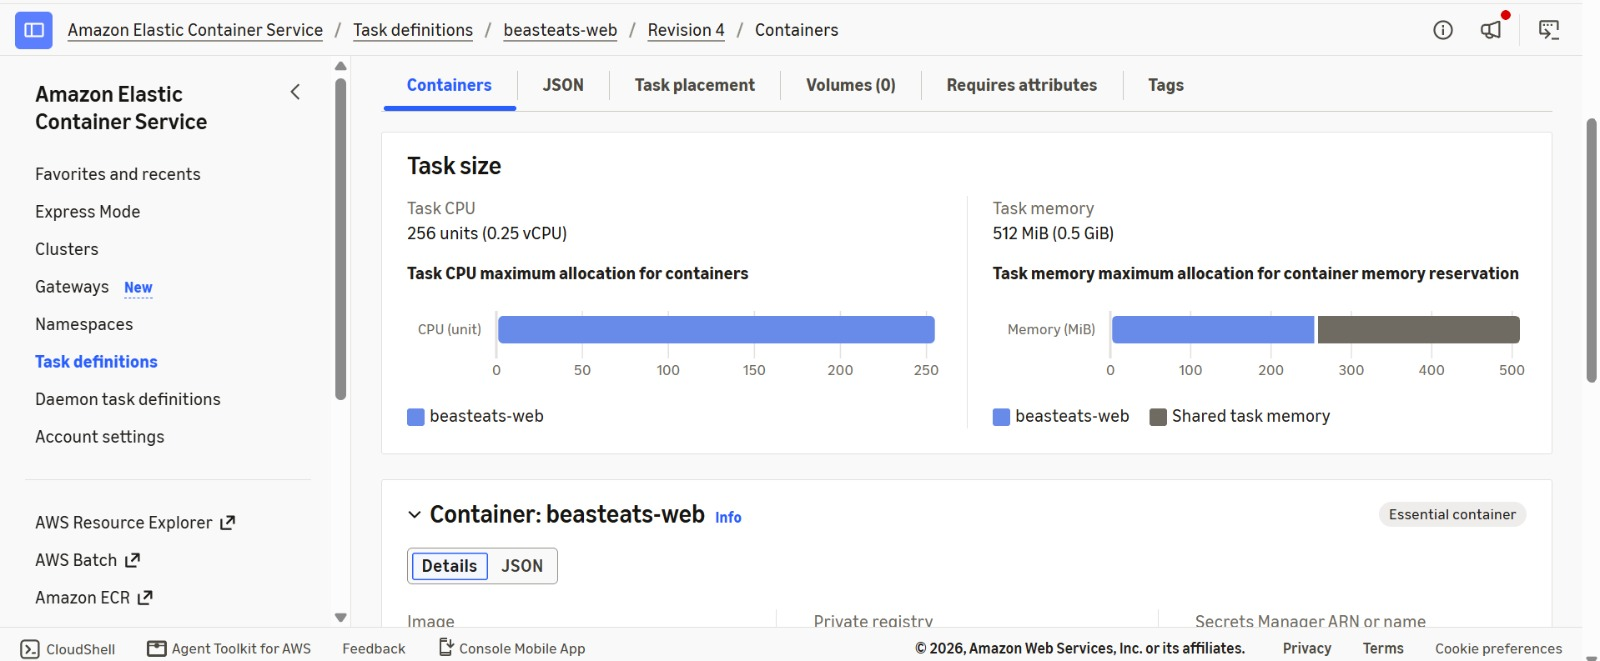 Amazon Elastic Container Service / Task definitions / beasteats-web / Revision 4 / Containers
Amazon Elastic
Container Service
Favorites and recents
Express Mode
Clusters
Gateways New
Namespaces
Task definitions
Daemon task definitions
Account settings
AWS Resource Explorer
AWS Batch
Amazon ECR
Containers JSON Task placement Volumes (0) Requires attributes Tags
Task size
Task CPU
256 units (0.25 vCPU)
Task CPU maximum allocation for containers
CPU (unit)
0 50 100 150 200 250
beasteats-web
Task memory
512 MiB (0.5 GiB)
Task memory maximum allocation for container memory reservation
Memory (MiB)
0 100 200 300 400 500
beasteats-web Shared task memory
Container: beasteats-web Info
Essential container
Details JSON
Image Private registry Secrets Manager ARN or name
CloudShell Agent Toolkit for AWS Feedback Console Mobile App © 2026, Amazon Web Services, Inc. or its affiliates. Privacy Terms Cookie preferences